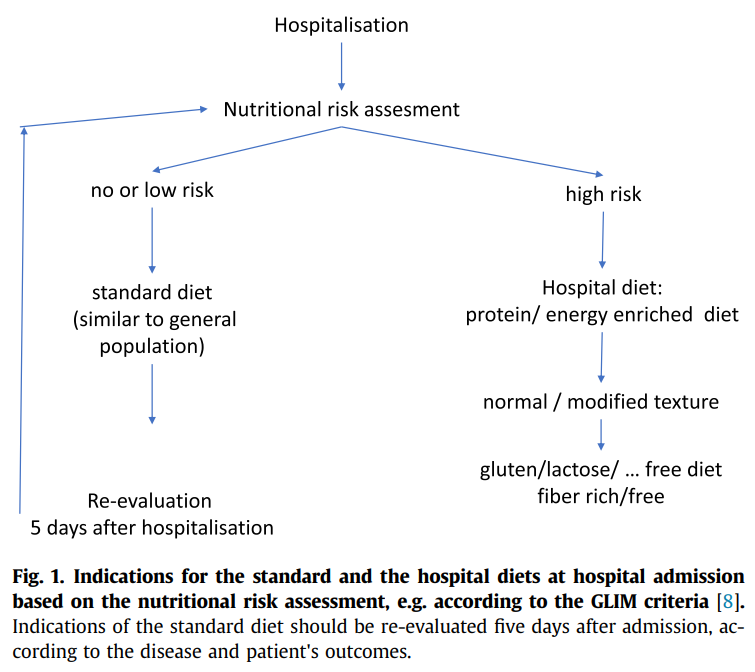 Hospitalisation
Nutritional risk assesment
no or low risk
high risk
standard diet
(similar to general
population)
Hospital diet:
protein/ energy enriched  diet
normal / modified texture
gluten/lactose/ … free diet
fiber rich/free
Re-evaluation
5 days after hospitalisation
Fig. 1. Indications for the standard and the hospital diets at hospital admission
based on the nutritional risk assessment, e.g. according to the GLIM criteria [8].
Indications of the standard diet should be re-evaluated five days after admission, ac-
cording to the disease and patient's outcomes.